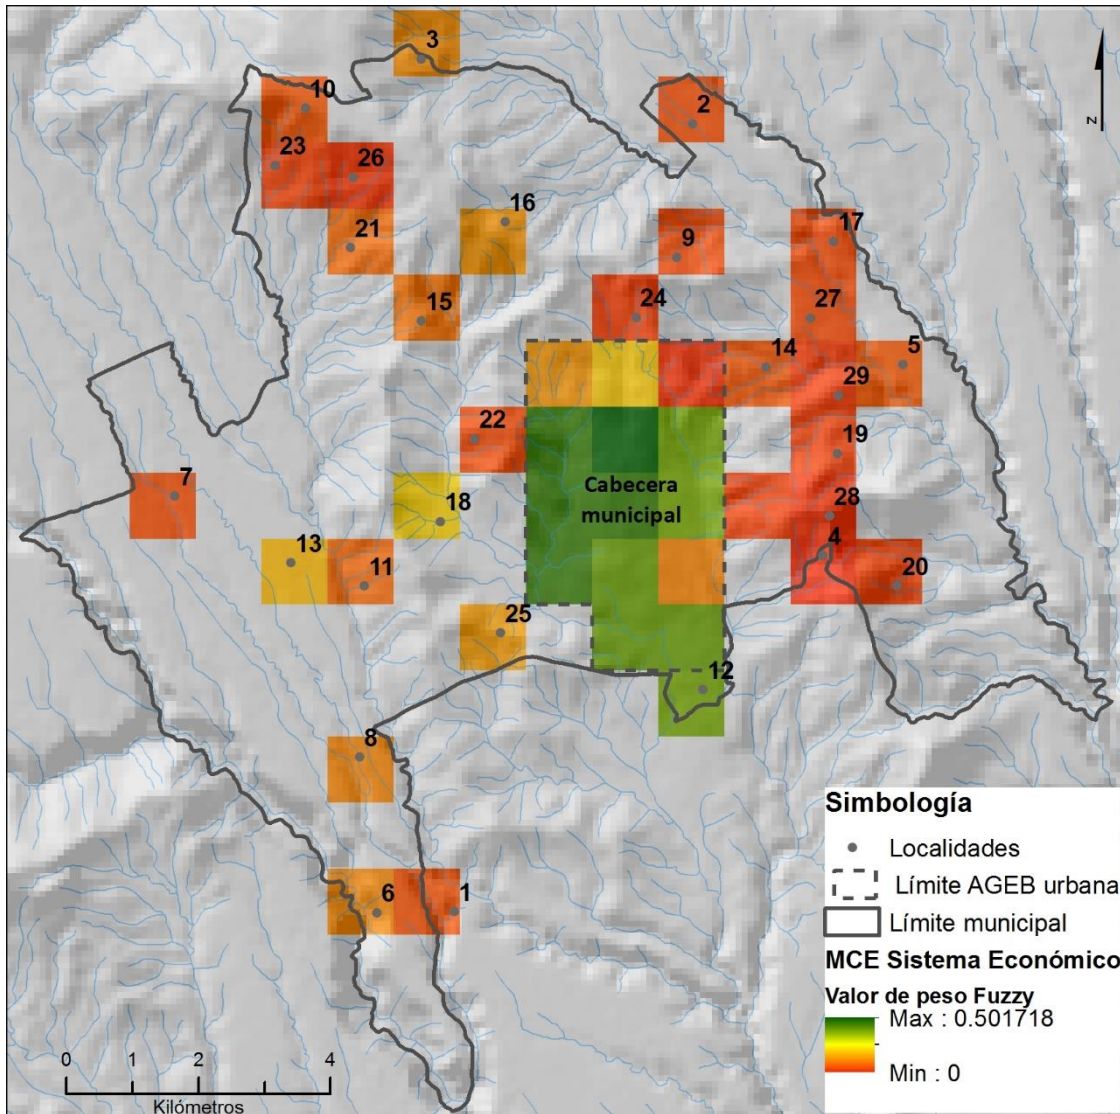 3
10
2
23
26
16
21
9
17
24
15
27
14
5
29
22
19
7
Cabecera
municipal
18
28
13
11
4
20
25
12
8
6
1
N
Simbología
Localidades
Límite AGEB urbana
Límite municipal
MCE Sistema Económico
Valor de peso Fuzzy
Max : 0.501718
Min : 0
0 1 2 4
Kilómetros